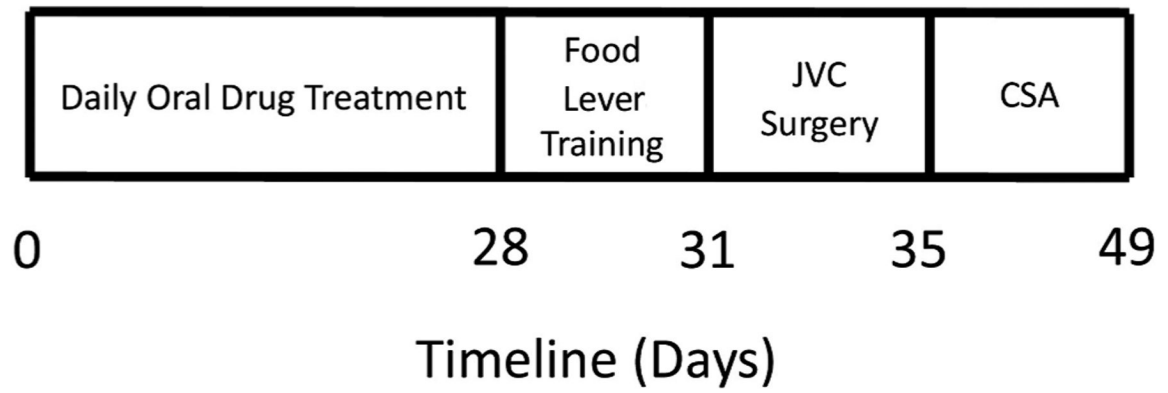 Daily Oral Drug Treatment
Food
Lever
Training
JVC
Surgery
CSA
0 28 31 35 49
Timeline (Days)